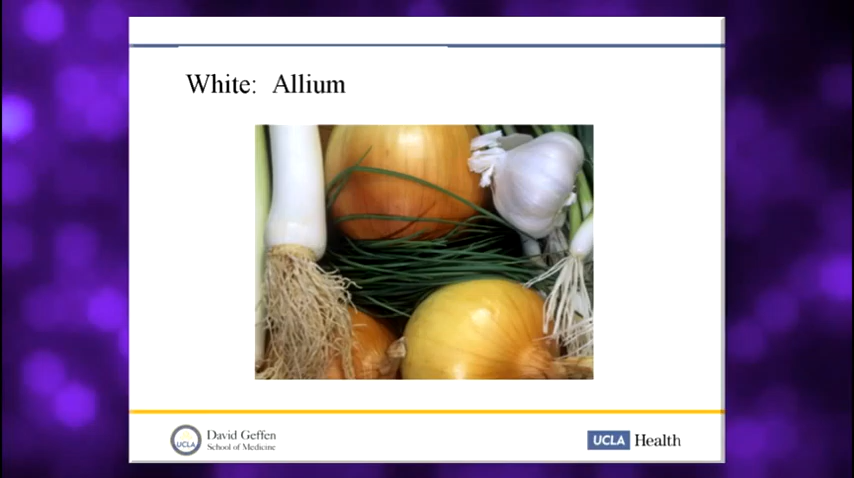 White: Allium
UCLA
David Geffen
School of Medicine
UCLA Health